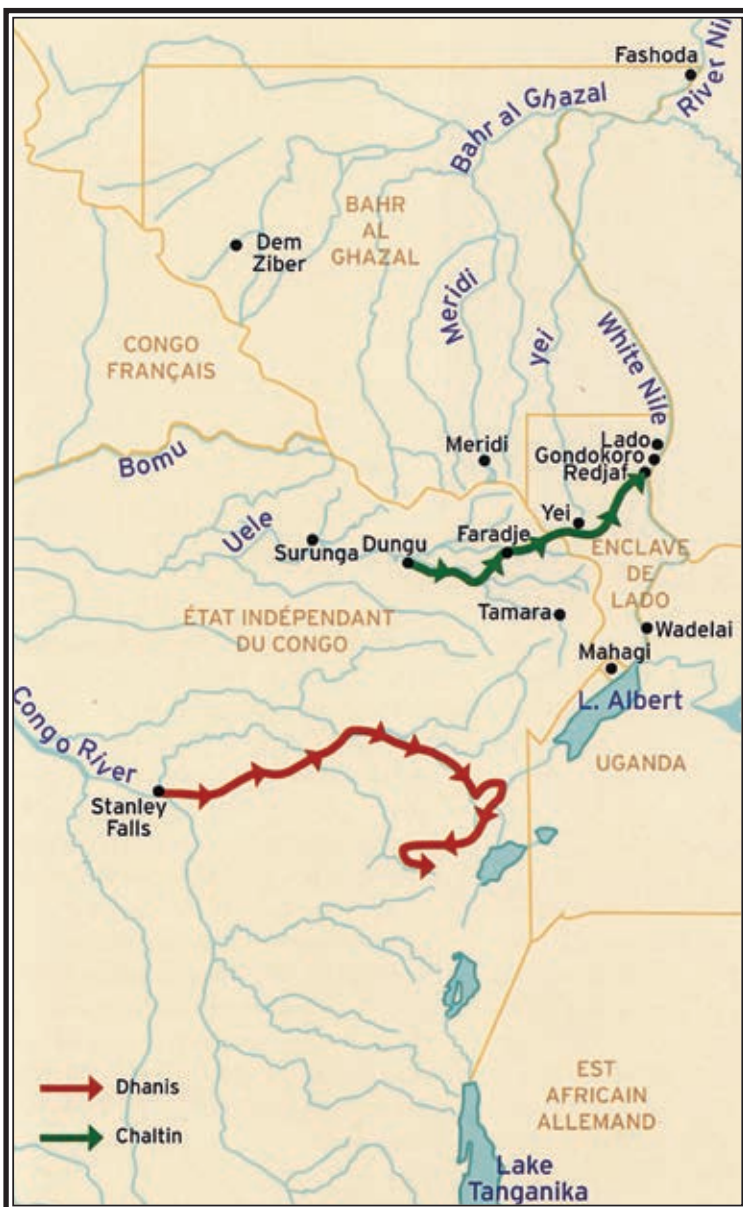 Fashoda
River Ni
Bahr al Ghazal
BAHR
AL
GHAZAL
Dem
Ziber
Meridi
yei
White Nile
CONGO
FRANÇAIS
Bomu
Meridi
Lado
Gondokoro
Redjaf
Yei
Uele
Surunga
Dungu
Faradje
ENCLAVE
DE
LADO
ÉTAT INDÉPENDANT
DU CONGO
Tamara
Wadelai
Mahagi
L. Albert
Congo River
UGANDA
Stanley
Falls
EST
AFRICAIN
ALLEMAND
Dhanis
Chaltin
Lake
Tanganika